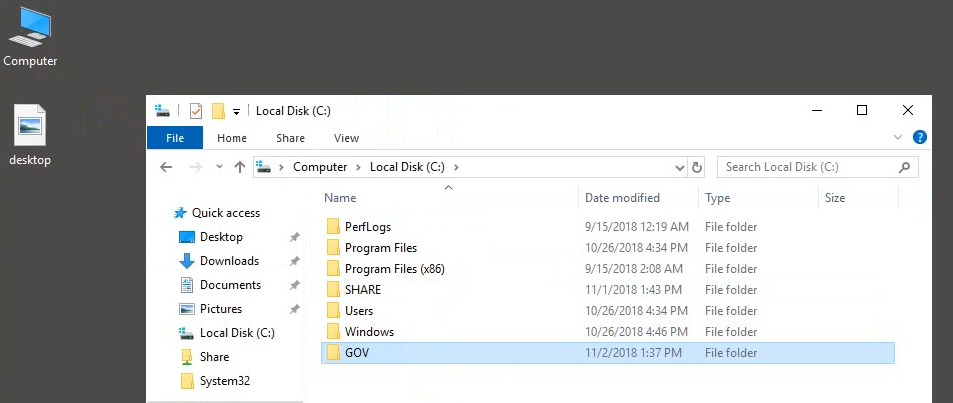 Computer
desktop
Local Disk (C:)
File Home Share View
Computer Local Disk (C:) Search Local Disk (C:)
Name Date modified Type Size
Quick access
Desktop
Downloads
Documents
Pictures
Local Disk (C:)
Share
System32
PerfLogs 9/15/2018 12:19 AM File folder
Program Files 10/26/2018 4:34 PM File folder
Program Files (x86) 9/15/2018 2:08 AM File folder
SHARE 11/1/2018 1:43 PM File folder
Users 10/26/2018 4:34 PM File folder
Windows 10/26/2018 4:46 PM File folder
GOV 11/2/2018 1:37 PM File folder